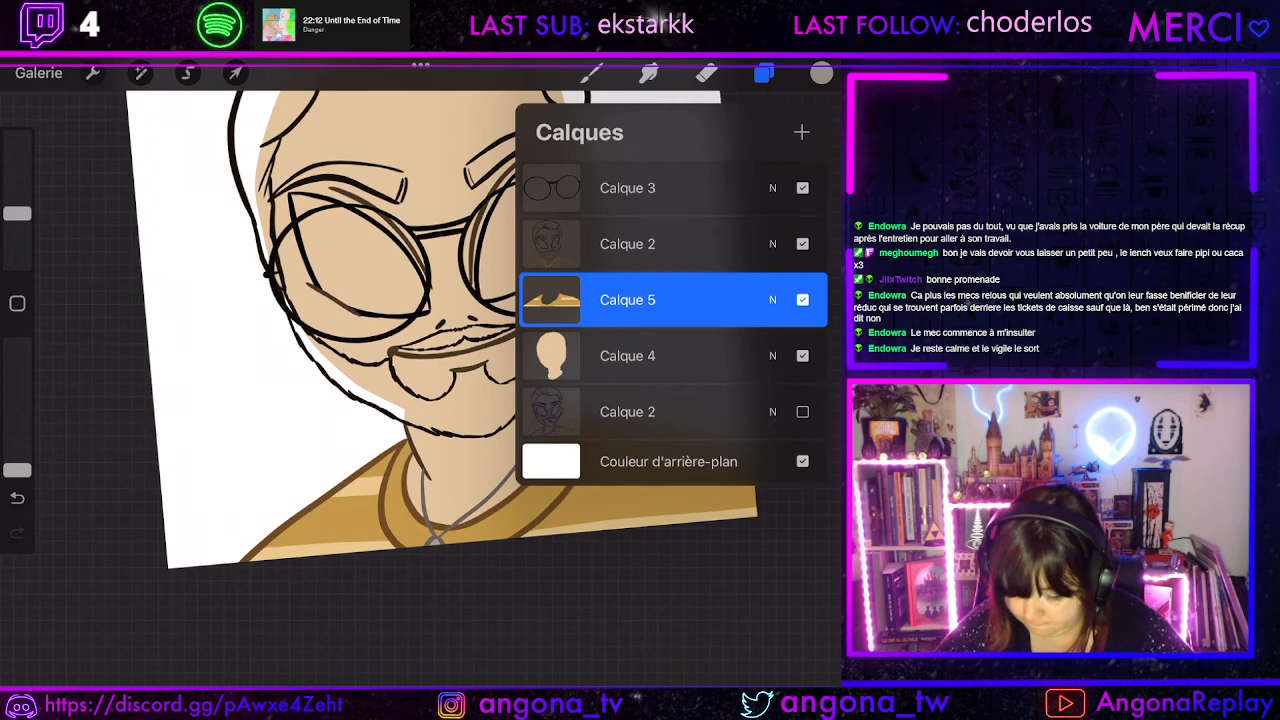 4
22:12 Until the End of Time
Danger
LAST SUB: ekstarkk
LAST FOLLOW: choderlos
MERCI
Galerie
Calques
Calque 3 N
Calque 2 N
Calque 5 N
Calque 4 N
Calque 2 N
Couleur d'arrière-plan
Endowra Je pouvais pas du tout, vu que j'avais pris la voiture de mon père qui devait la récup
après l'entretien pour aller à son travail.
meghoumegh bon je vais devoir vous laisser un petit peu , le lench veux faire pipi ou caca
x3
JilxTwitch bonne promenade
Endowra Ca plus les mecs relous qui veulent absolument qu'on leur fasse benificier de leur
réduc qui se trouvent parfois derriere les tickets de caisse sauf que là, ben s'était périmé donc j'ai
dit non
Endowra Le mec commence à m'insulter
Endowra Je reste calme et le vigile le sort
https://discord.gg/pAwxe4Zeht
angona_tv
angona_tw
AngonaReplay